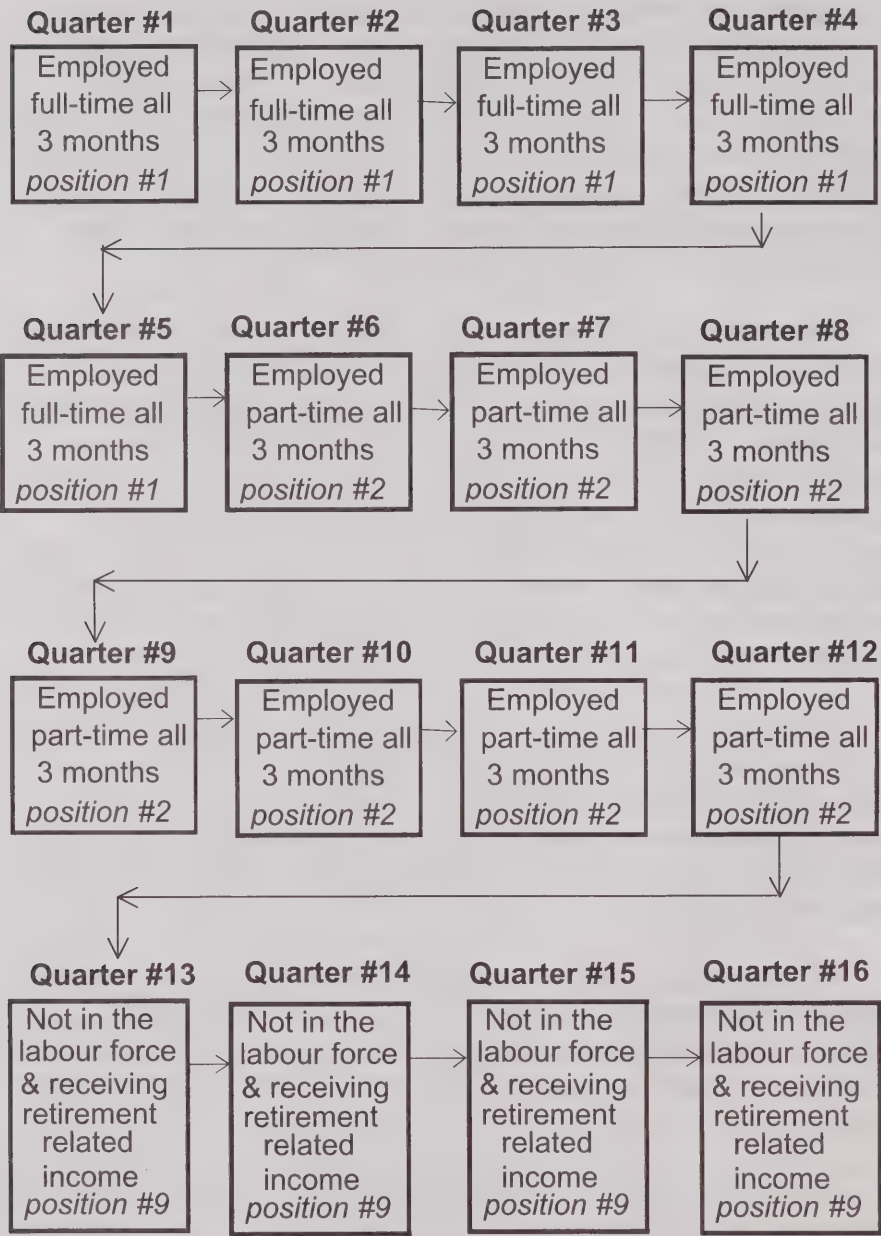 Quarter #1
Employed
full-time all
3 months
position #1
Quarter #2
Employed
full-time all
3 months
position #1
Quarter #3
Employed
full-time all
3 months
position #1
Quarter #4
Employed
full-time all
3 months
position #1
Quarter #5
Employed
full-time all
3 months
position #1
Quarter #6
Employed
part-time all
3 months
position #2
Quarter #7
Employed
part-time all
3 months
position #2
Quarter #8
Employed
part-time all
3 months
position #2
Quarter #9
Employed
part-time all
3 months
position #2
Quarter #10
Employed
part-time all
3 months
position #2
Quarter #11
Employed
part-time all
3 months
position #2
Quarter #12
Employed
part-time all
3 months
position #2
Quarter #13
Not in the
labour force
& receiving
retirement
related
income
position #9
Quarter #14
Not in the
labour force
& receiving
retirement
related
income
position #9
Quarter #15
Not in the
labour force
& receiving
retirement
related
income
position #9
Quarter #16
Not in the
labour force
& receiving
retirement
related
income
position #9